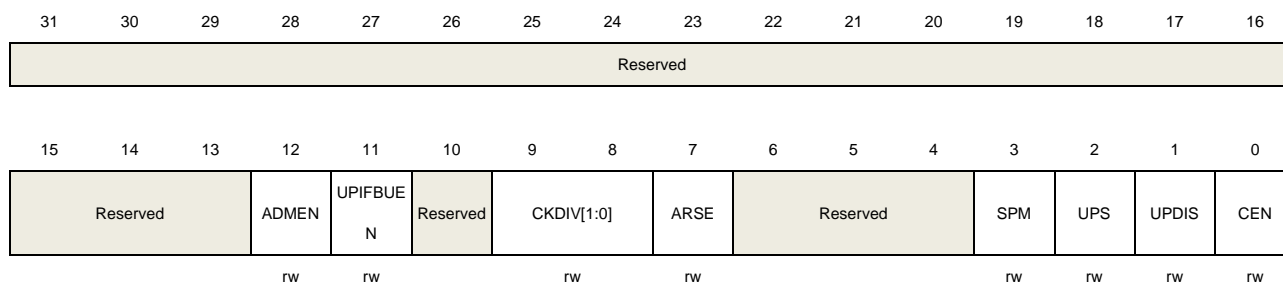 31 30 29 28 27 26 25 24 23 22 21 20 19 18 17 16
Reserved
15 14 13 12 11 10 9 8 7 6 5 4 3 2 1 0
Reserved ADMEN UPIFBUE
N Reserved CKDIV[1:0] ARSE Reserved SPM UPS UPDIS CEN
rw rw rw rw rw rw rw rw